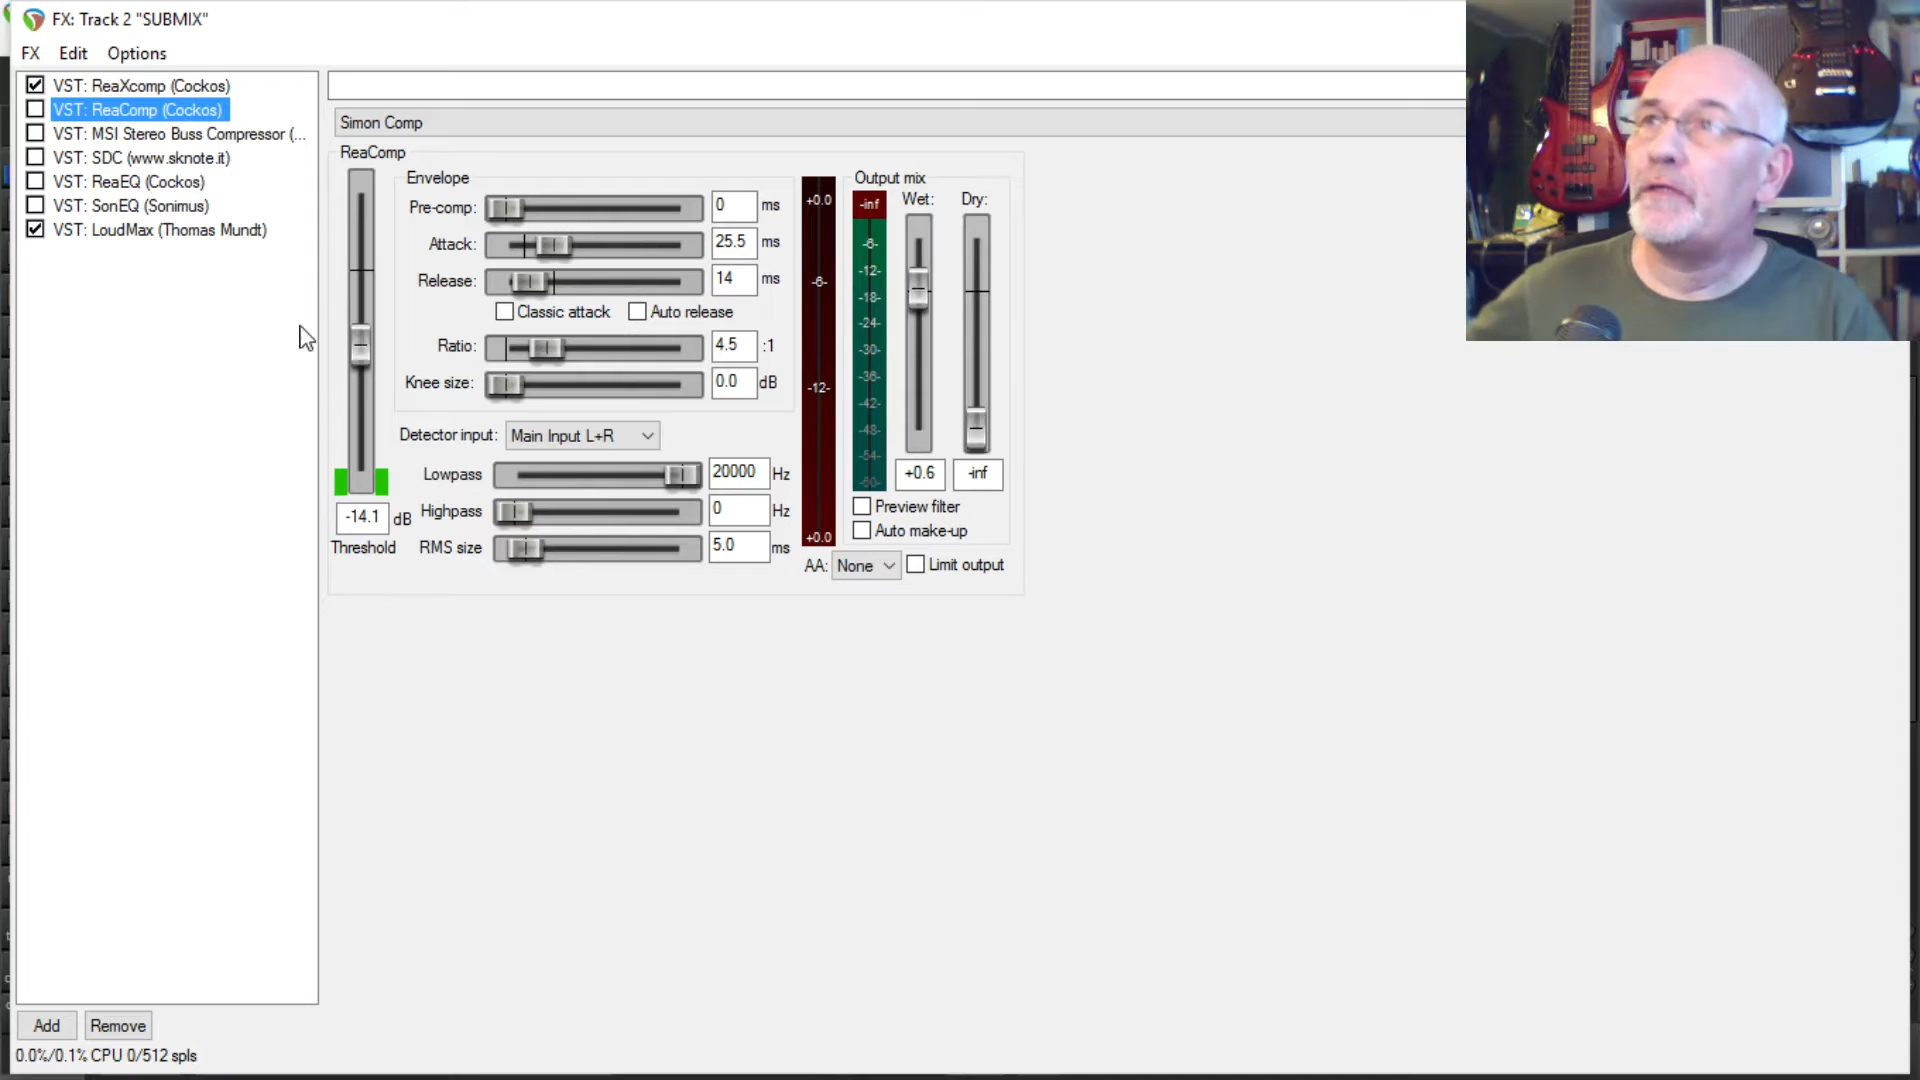 FX: Track 2 "SUBMIX"
FX Edit Options
VST: ReaXcomp (Cockos)
VST: ReaComp (Cockos)
VST: MSI Stereo Buss Compressor (...
VST: SDC (www.sknote.it)
VST: ReaEQ (Cockos)
VST: SonEQ (Sonimus)
VST: LoudMax (Thomas Mundt)
Simon Comp
ReaComp
Envelope
Pre-comp: 0 ms
Attack: 25.5 ms
Release: 14 ms
Classic attack Auto release
Ratio: 4.5 :1
Knee size: 0.0 dB
Detector input: Main Input L+R
Lowpass 20000 Hz
Highpass 0 Hz
RMS size 5.0 ms
-14.1 dB
Threshold
+0.0
-6-
-12-
+0.0
Output mix
-inf
-6-
-12-
-18-
-24-
-30-
-36-
-42-
-48-
-54-
-60-
Wet: Dry:
+0.6 -inf
Preview filter
Auto make-up
AA: None Limit output
Add Remove
0.0%/0.1% CPU 0/512 spls